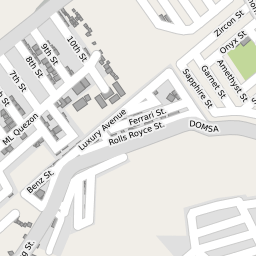 Zircon St
Onyx St
10th St
9th St
8th St
7th St
Amethyst St
Garnet St
Sapphire St
ML Quezon
Luxury Avenue
Ferrari St.
Rolls Royce St.
DOMSA
Benz St.